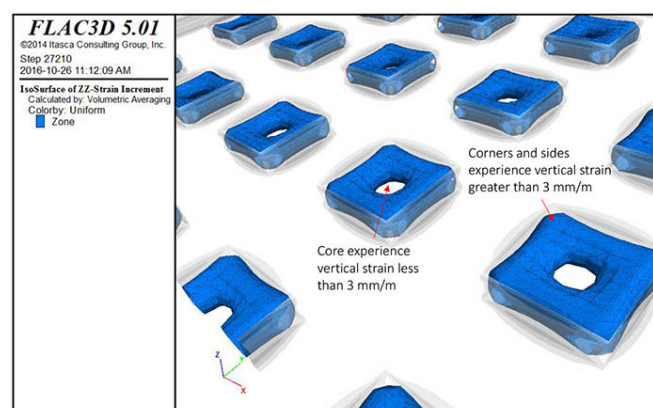 FLAC3D 5.01
©2014 Itasca Consulting Group, Inc.
Step 27210
2016-10-26 11:12:09 AM
IsoSurface of ZZ-Strain Increment
Calculated by: Volumetric Averaging
Colorby: Uniform
Zone
Corners and sides
experience vertical strain
greater than 3 mm/m
Core experience
vertical strain less
than 3 mm/m
Z
Y
X